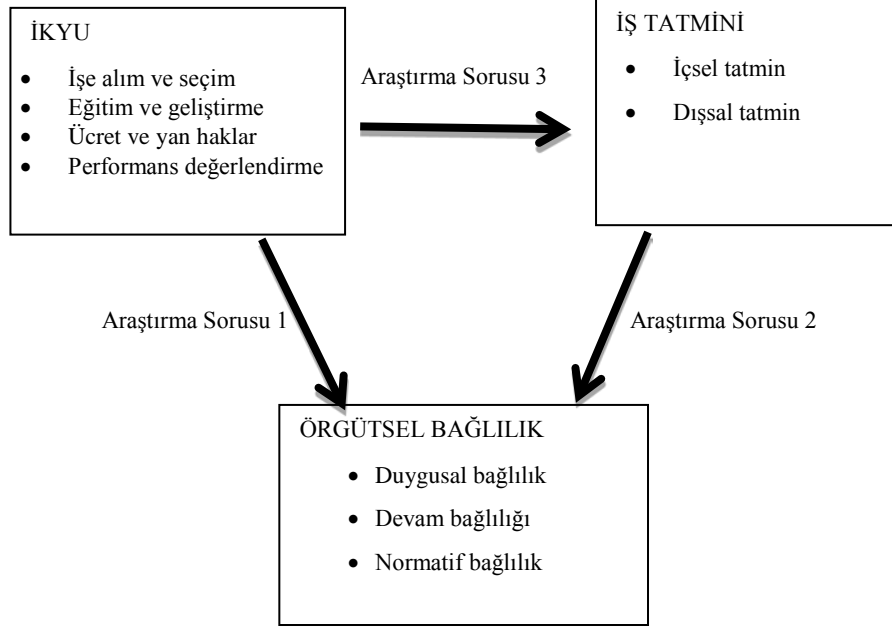 İKYU
• İşe alım ve seçim
• Eğitim ve geliştirme
• Ücret ve yan haklar
• Performans değerlendirme
Araştırma Sorusu 3
İŞ TATMİNİ
• İçsel tatmin
• Dışsal tatmin
Araştırma Sorusu 1
Araştırma Sorusu 2
ÖRGÜTSEL BAĞLILIK
• Duygusal bağlılık
• Devam bağlılığı
• Normatif bağlılık